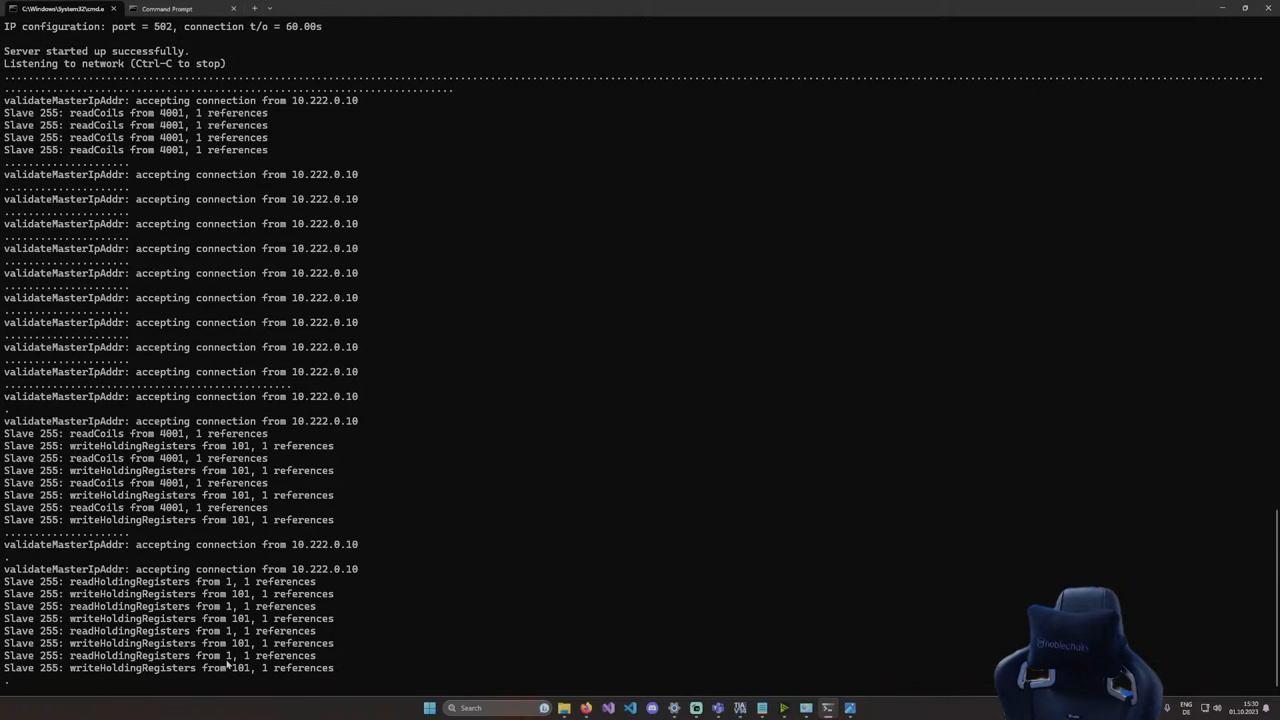 C:\Windows\System32\cmd.e
Command Prompt
IP configuration: port = 502, connection t/o = 60.00s
Server started up successfully.
Listening to network (Ctrl-C to stop)
validateMasterIpAddr: accepting connection from 10.222.0.10
Slave 255: readCoils from 4001, 1 references
Slave 255: readCoils from 4001, 1 references
Slave 255: readCoils from 4001, 1 references
Slave 255: readCoils from 4001, 1 references
.....................
validateMasterIpAddr: accepting connection from 10.222.0.10
.....................
validateMasterIpAddr: accepting connection from 10.222.0.10
.....................
validateMasterIpAddr: accepting connection from 10.222.0.10
.....................
validateMasterIpAddr: accepting connection from 10.222.0.10
.....................
validateMasterIpAddr: accepting connection from 10.222.0.10
.....................
validateMasterIpAddr: accepting connection from 10.222.0.10
.....................
validateMasterIpAddr: accepting connection from 10.222.0.10
.....................
validateMasterIpAddr: accepting connection from 10.222.0.10
.....................
validateMasterIpAddr: accepting connection from 10.222.0.10
................................................
validateMasterIpAddr: accepting connection from 10.222.0.10
.
validateMasterIpAddr: accepting connection from 10.222.0.10
Slave 255: readCoils from 4001, 1 references
Slave 255: writeHoldingRegisters from 101, 1 references
Slave 255: readCoils from 4001, 1 references
Slave 255: writeHoldingRegisters from 101, 1 references
Slave 255: readCoils from 4001, 1 references
Slave 255: writeHoldingRegisters from 101, 1 references
Slave 255: readCoils from 4001, 1 references
Slave 255: writeHoldingRegisters from 101, 1 references
.....................
validateMasterIpAddr: accepting connection from 10.222.0.10
.
validateMasterIpAddr: accepting connection from 10.222.0.10
Slave 255: readHoldingRegisters from 1, 1 references
Slave 255: writeHoldingRegisters from 101, 1 references
Slave 255: readHoldingRegisters from 1, 1 references
Slave 255: writeHoldingRegisters from 101, 1 references
Slave 255: readHoldingRegisters from 1, 1 references
Slave 255: writeHoldingRegisters from 101, 1 references
Slave 255: readHoldingRegisters from 1, 1 references
Slave 255: writeHoldingRegisters from 101, 1 references
.
noblechairs
Search
ENG
DE
15:30
01.10.2023